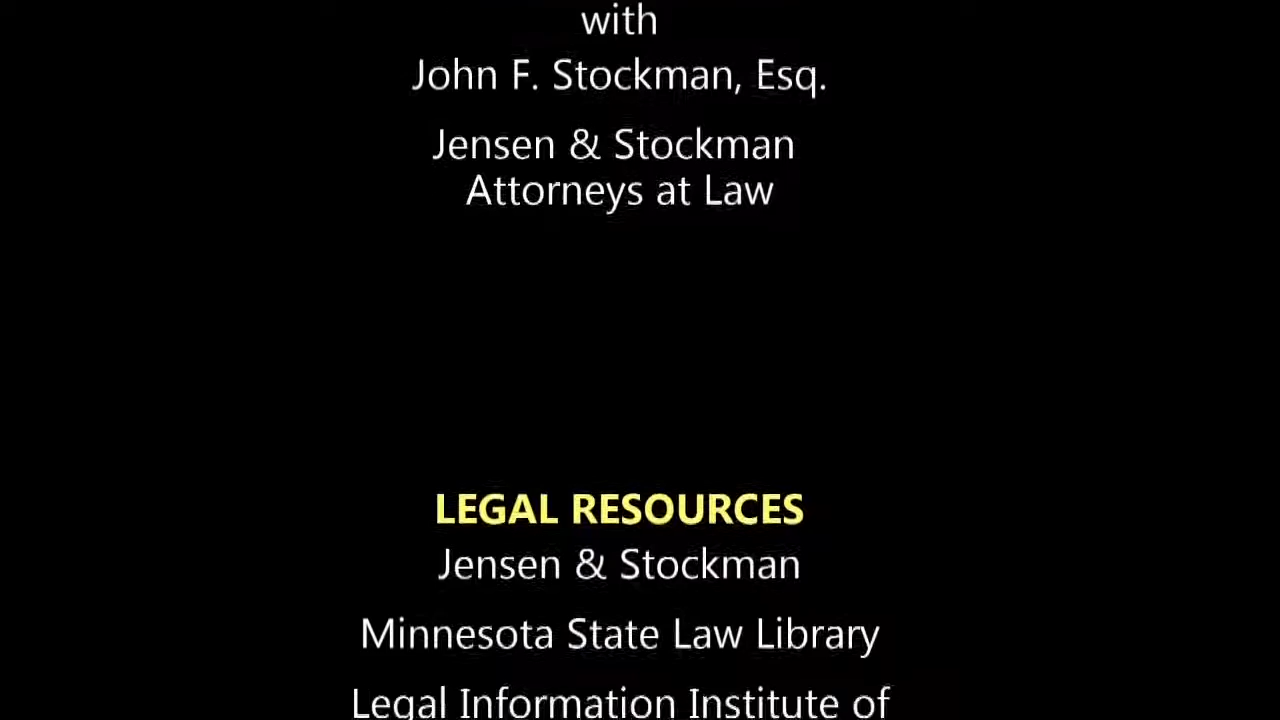 with
John F. Stockman, Esq.
Jensen & Stockman
Attorneys at Law
LEGAL RESOURCES
Jensen & Stockman
Minnesota State Law Library
Legal Information Institute of